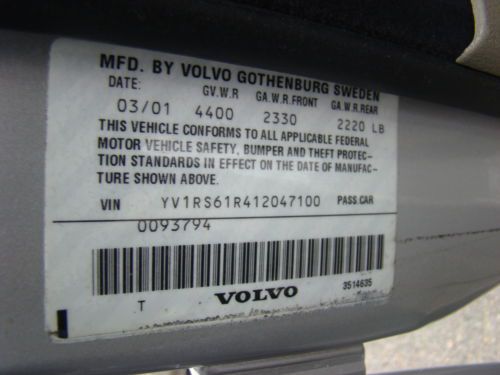 MFD. BY VOLVO GOTHENBURG SWEDEN
DATE: GV.W.R GA.W.R.FRONT GA.W.R.REAR
03/01 4400 2330 2220 LB
THIS VEHICLE CONFORMS TO ALL APPLICABLE FEDERAL
MOTOR VEHICLE SAFETY, BUMPER AND THEFT PROTEC-
TION STANDARDS IN EFFECT ON THE DATE OF MANUFAC-
TURE SHOWN ABOVE.
VIN YV1RS61R412047100 PASS.CAR
0093794
T VOLVO 3514635